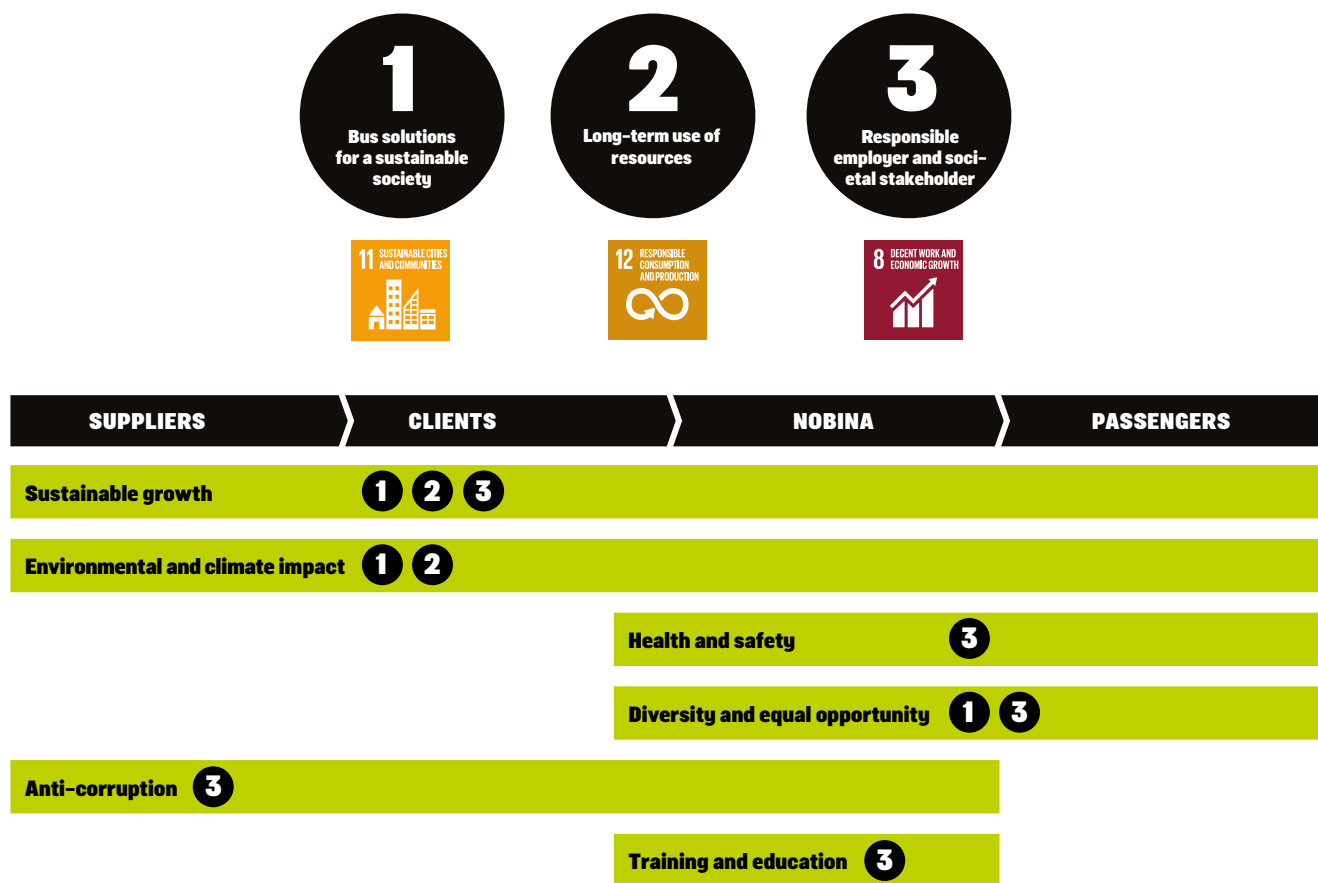 1
Bus solutions
for a sustainable
society
2
Long-term use of
resources
3
Responsible
employer and soci-
etal stakeholder
11 SUSTAINABLE CITIES
AND COMMUNITIES
12 RESPONSIBLE
CONSUMPTION
AND PRODUCTION
8 DECENT WORK AND
ECONOMIC GROWTH
SUPPLIERS CLIENTS NOBINA PASSENGERS
Sustainable growth 1 2 3
Environmental and climate impact 1 2
Health and safety 3
Diversity and equal opportunity 1 3
Anti-corruption 3
Training and education 3